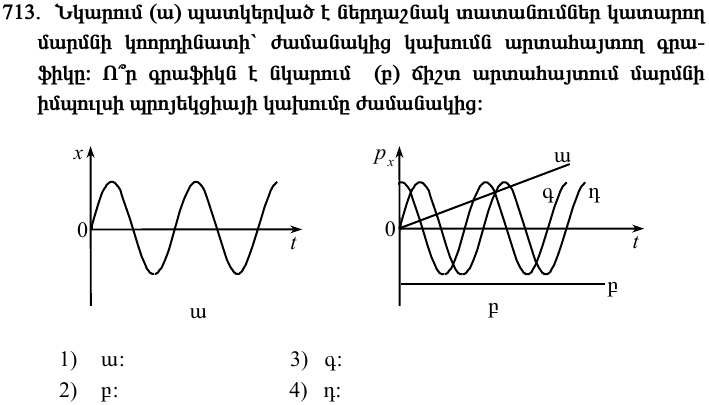 713. Նկարում (ա) պատկերված է ներդաշնակ տատանումներ կատարող
մարմնի կոորդինատի՝ ժամանակից կախումն արտահայտող գրա-
ֆիկը: Ո՞ր գրաֆիկն է նկարում (բ) ճիշտ արտահայտում մարմնի
իմպուլսի պրոյեկցիայի կախումը ժամանակից:
x
0
t
ա
pₓ
0
ա
գ
դ
t
բ
բ
1) ա: 3) գ:
2) բ: 4) դ: